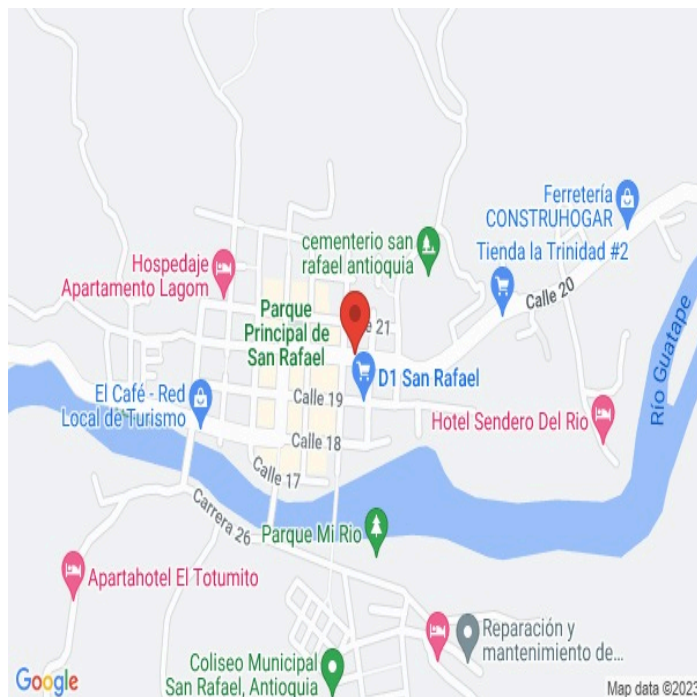 Ferretería
CONSTRUHOGAR
Tienda la Trinidad #2
cementerio san
rafael antioquia
Hospedaje
Apartamento Lagom
Calle 20
Parque
Principal de
San Rafael
le 21
D1 San Rafael
Río Guatape
El Café - Red
Local de Turismo
Calle 19
Hotel Sendero Del Rio
Calle 18
Calle 17
Carrera 26
Parque Mi Rio
Apartahotel El Totumito
Reparación y
mantenimiento de...
Coliseo Municipal
San Rafael, Antioquia
Google
Map data ©2023